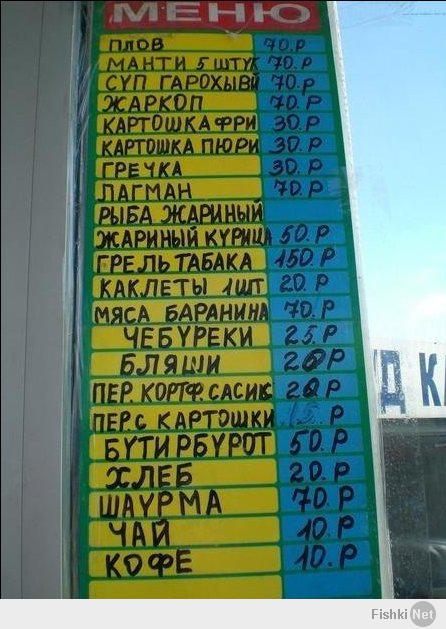 МЕНЮ
ПЛОВ 70.Р
МАНТИ 5 ШТУК 70.Р
СУП ГАРОХЫВЙ 70.Р
ЖАРКОП 70.Р
КАРТОШКА ФРИ 30.Р
КАРТОШКА ПЮРИ 30.Р
ГРЕЧКА 30.Р
ЛАГМАН 70.Р
РЫБА ЖАРИНЫЙ
ЖАРИНЫЙ КУРИЦА 50.Р
ГРЕЛЬ ТАБАКА 150.Р
КАКЛЕТЫ 1 ШТ 20.Р
МЯСА БАРАНИНА 70.Р
ЧЕБУРЕКИ 25.Р
БЛЯШИ 20Р
ПЕР. КОРТФ. САСИК 20.Р
ПЕР. С КАРТОШКИ 15.Р
БУТИРБУРОТ 50.Р
ХЛЕБ 20.Р
ШАУРМА 70.Р
ЧАЙ 10.Р
КОФЕ 10.Р
Fishki Net